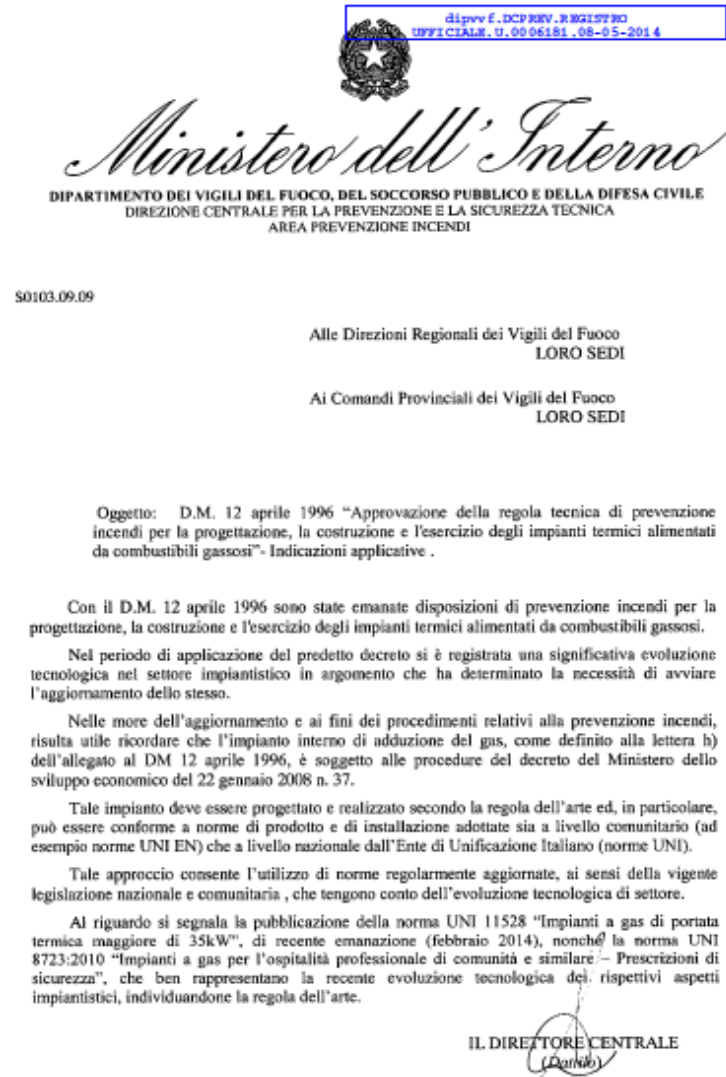 dipvvf.DCPREV.REGISTRO
UFFICIALE.U.0006181.08-05-2014
Ministero dell'Interno
DIPARTIMENTO DEI VIGILI DEL FUOCO, DEL SOCCORSO PUBBLICO E DELLA DIFESA CIVILE
DIREZIONE CENTRALE PER LA PREVENZIONE E LA SICUREZZA TECNICA
AREA PREVENZIONE INCENDI
S0103.09.09
Alle Direzioni Regionali dei Vigili del Fuoco
LORO SEDI
Ai Comandi Provinciali dei Vigili del Fuoco
LORO SEDI
Oggetto: D.M. 12 aprile 1996 “Approvazione della regola tecnica di prevenzione
incendi per la progettazione, la costruzione e l'esercizio degli impianti termici alimentati
da combustibili gassosi”- Indicazioni applicative .
Con il D.M. 12 aprile 1996 sono state emanate disposizioni di prevenzione incendi per la
progettazione, la costruzione e l'esercizio degli impianti termici alimentati da combustibili gassosi.
Nel periodo di applicazione del predetto decreto si è registrata una significativa evoluzione
tecnologica nel settore impiantistico in argomento che ha determinato la necessità di avviare
l’aggiornamento dello stesso.
Nelle more dell’aggiornamento e ai fini dei procedimenti relativi alla prevenzione incendi,
risulta utile ricordare che l’impianto interno di adduzione del gas, come definito alla lettera h)
dell’allegato al DM 12 aprile 1996, è soggetto alle procedure del decreto del Ministero dello
sviluppo economico del 22 gennaio 2008 n. 37.
Tale impianto deve essere progettato e realizzato secondo la regola dell’arte ed, in particolare,
può essere conforme a norme di prodotto e di installazione adottate sia a livello comunitario (ad
esempio norme UNI EN) che a livello nazionale dall’Ente di Unificazione Italiano (norme UNI).
Tale approccio consente l’utilizzo di norme regolarmente aggiornate, ai sensi della vigente
legislazione nazionale e comunitaria , che tengono conto dell’evoluzione tecnologica di settore.
Al riguardo si segnala la pubblicazione della norma UNI 11528 “Impianti a gas di portata
termica maggiore di 35kW”, di recente emanazione (febbraio 2014), nonché la norma UNI
8723:2010 “Impianti a gas per l’ospitalità professionale di comunità e similare – Prescrizioni di
sicurezza”, che ben rappresentano la recente evoluzione tecnologica dei rispettivi aspetti
impiantistici, individuandone la regola dell’arte.
IL DIRETTORE CENTRALE